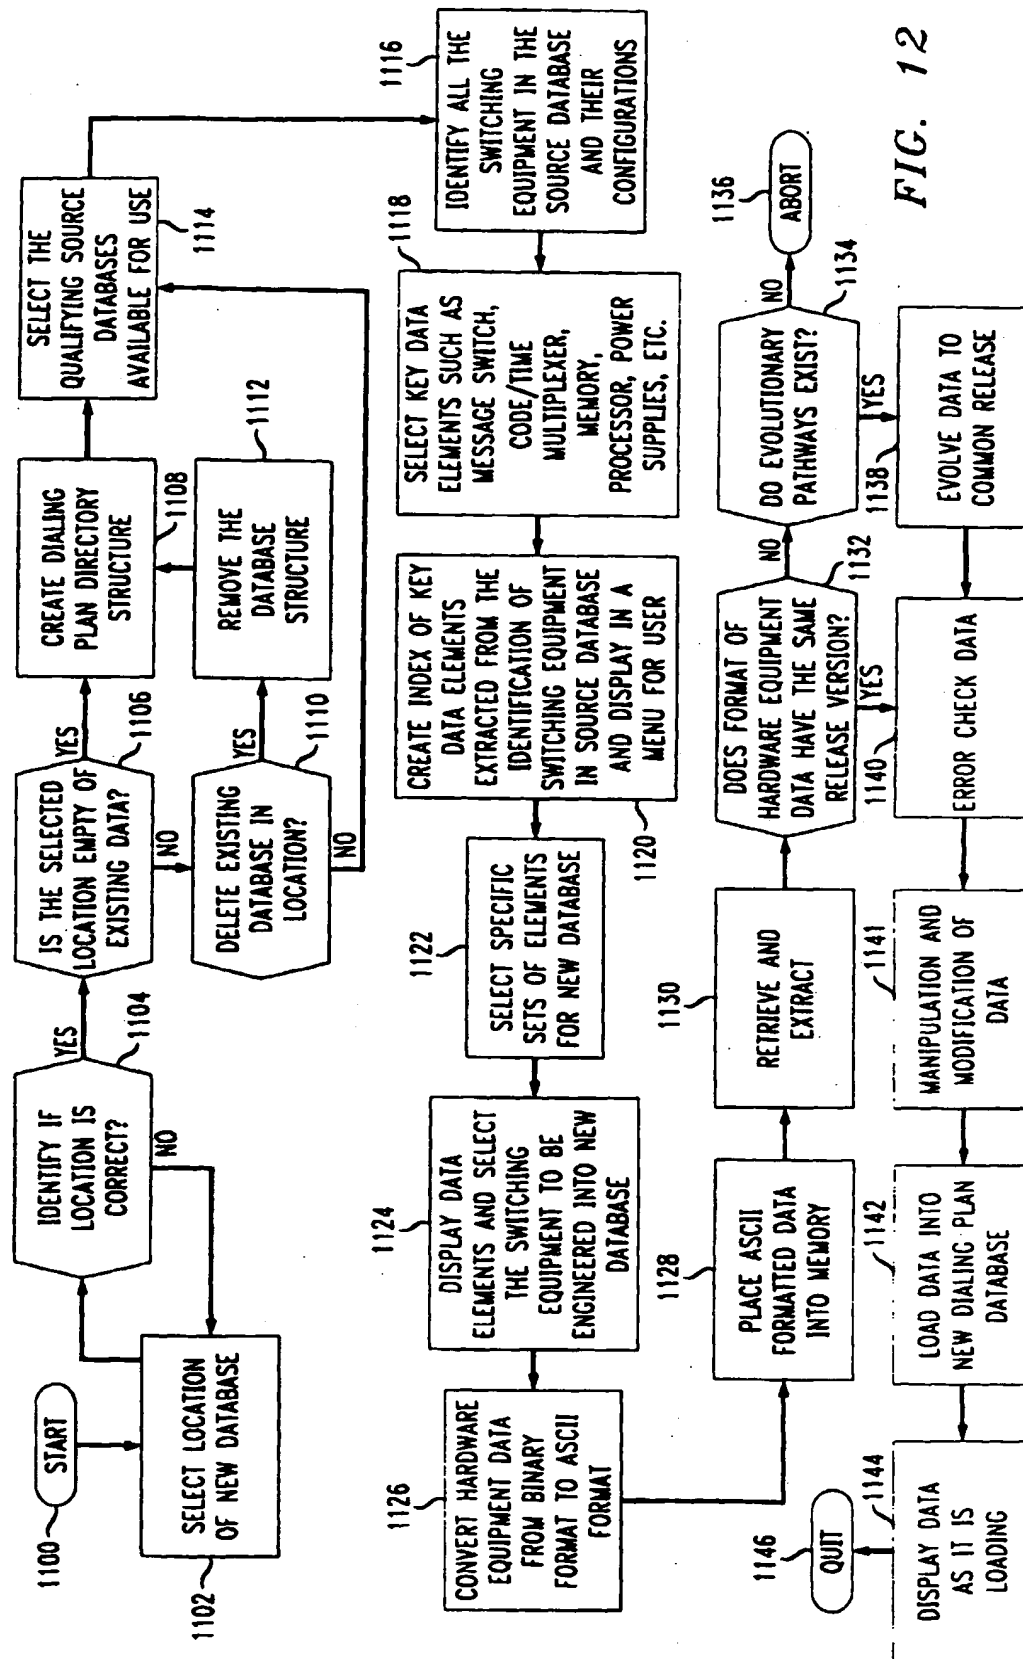 1100
START
SELECT LOCATION
OF NEW DATABASE
1102
IDENTIFY IF
LOCATION IS
CORRECT?
1104
YES
NO
IS THE SELECTED
LOCATION EMPTY OF
EXISTING DATA?
1106
YES
NO
DELETE EXISTING
DATABASE IN
LOCATION?
1110
YES
NO
CREATE DIALING
PLAN DIRECTORY
STRUCTURE
1108
REMOVE THE
DATABASE
STRUCTURE
1112
SELECT THE
QUALIFYING SOURCE
DATABASES
AVAILABLE FOR USE
1114
1116
IDENTIFY ALL THE
SWITCHING
EQUIPMENT IN THE
SOURCE DATABASE
AND THEIR
CONFIGURATIONS
1118
SELECT KEY DATA
ELEMENTS SUCH AS
MESSAGE SWITCH,
CODE/TIME
MULTIPLEXER,
MEMORY,
PROCESSOR, POWER
SUPPLIES, ETC.
CREATE INDEX OF KEY
DATA ELEMENTS
EXTRACTED FROM THE
IDENTIFICATION OF
SWITCHING EQUIPMENT
IN SOURCE DATABASE
AND DISPLAY IN A
MENU FOR USER
1120
1122
SELECT SPECIFIC
SETS OF ELEMENTS
FOR NEW DATABASE
1124
DISPLAY DATA
ELEMENTS AND SELECT
THE SWITCHING
EQUIPMENT TO BE
ENGINEERED INTO NEW
DATABASE
1126
CONVERT HARDWARE
EQUIPMENT DATA
FROM BINARY
FORMAT TO ASCII
FORMAT
1128
PLACE ASCII
FORMATTED DATA
INTO MEMORY
1130
RETRIEVE AND
EXTRACT
DOES FORMAT OF
HARDWARE EQUIPMENT
DATA HAVE THE SAME
RELEASE VERSION?
1132
NO
YES
DO EVOLUTIONARY
PATHWAYS EXIST?
1134
NO
YES
1136
ABORT
1138
EVOLVE DATA TO
COMMON RELEASE
1140
ERROR CHECK DATA
1141
MANIPULATION AND
MODIFICATION OF
DATA
1142
LOAD DATA INTO
NEW DIALING PLAN
DATABASE
1144
DISPLAY DATA
AS IT IS
LOADING
1146
QUIT
FIG. 12